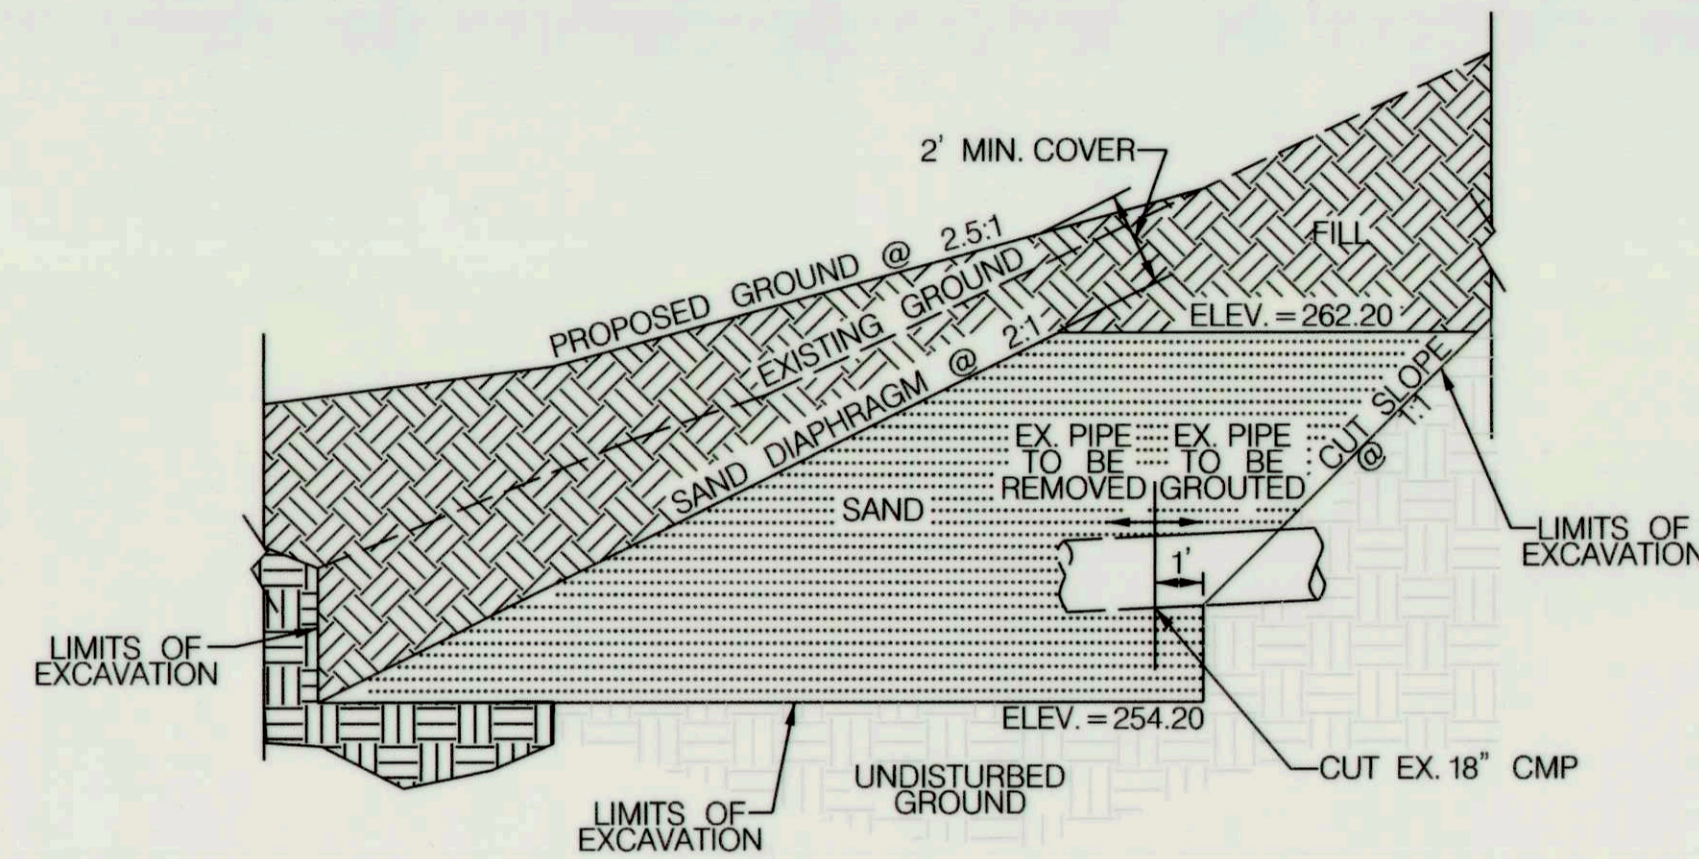 2' MIN. COVER
FILL
PROPOSED GROUND @ 2.5:1
EXISTING GROUND
SAND DIAPHRAGM @ 2:1
ELEV. = 262.20
CUT SLOPE
@ 1:1
EX. PIPE
TO BE
REMOVED
EX. PIPE
TO BE
GROUTED
SAND
1'
LIMITS OF
EXCAVATION
LIMITS OF
EXCAVATION
ELEV. = 254.20
CUT EX. 18" CMP
UNDISTURBED
GROUND
LIMITS OF
EXCAVATION